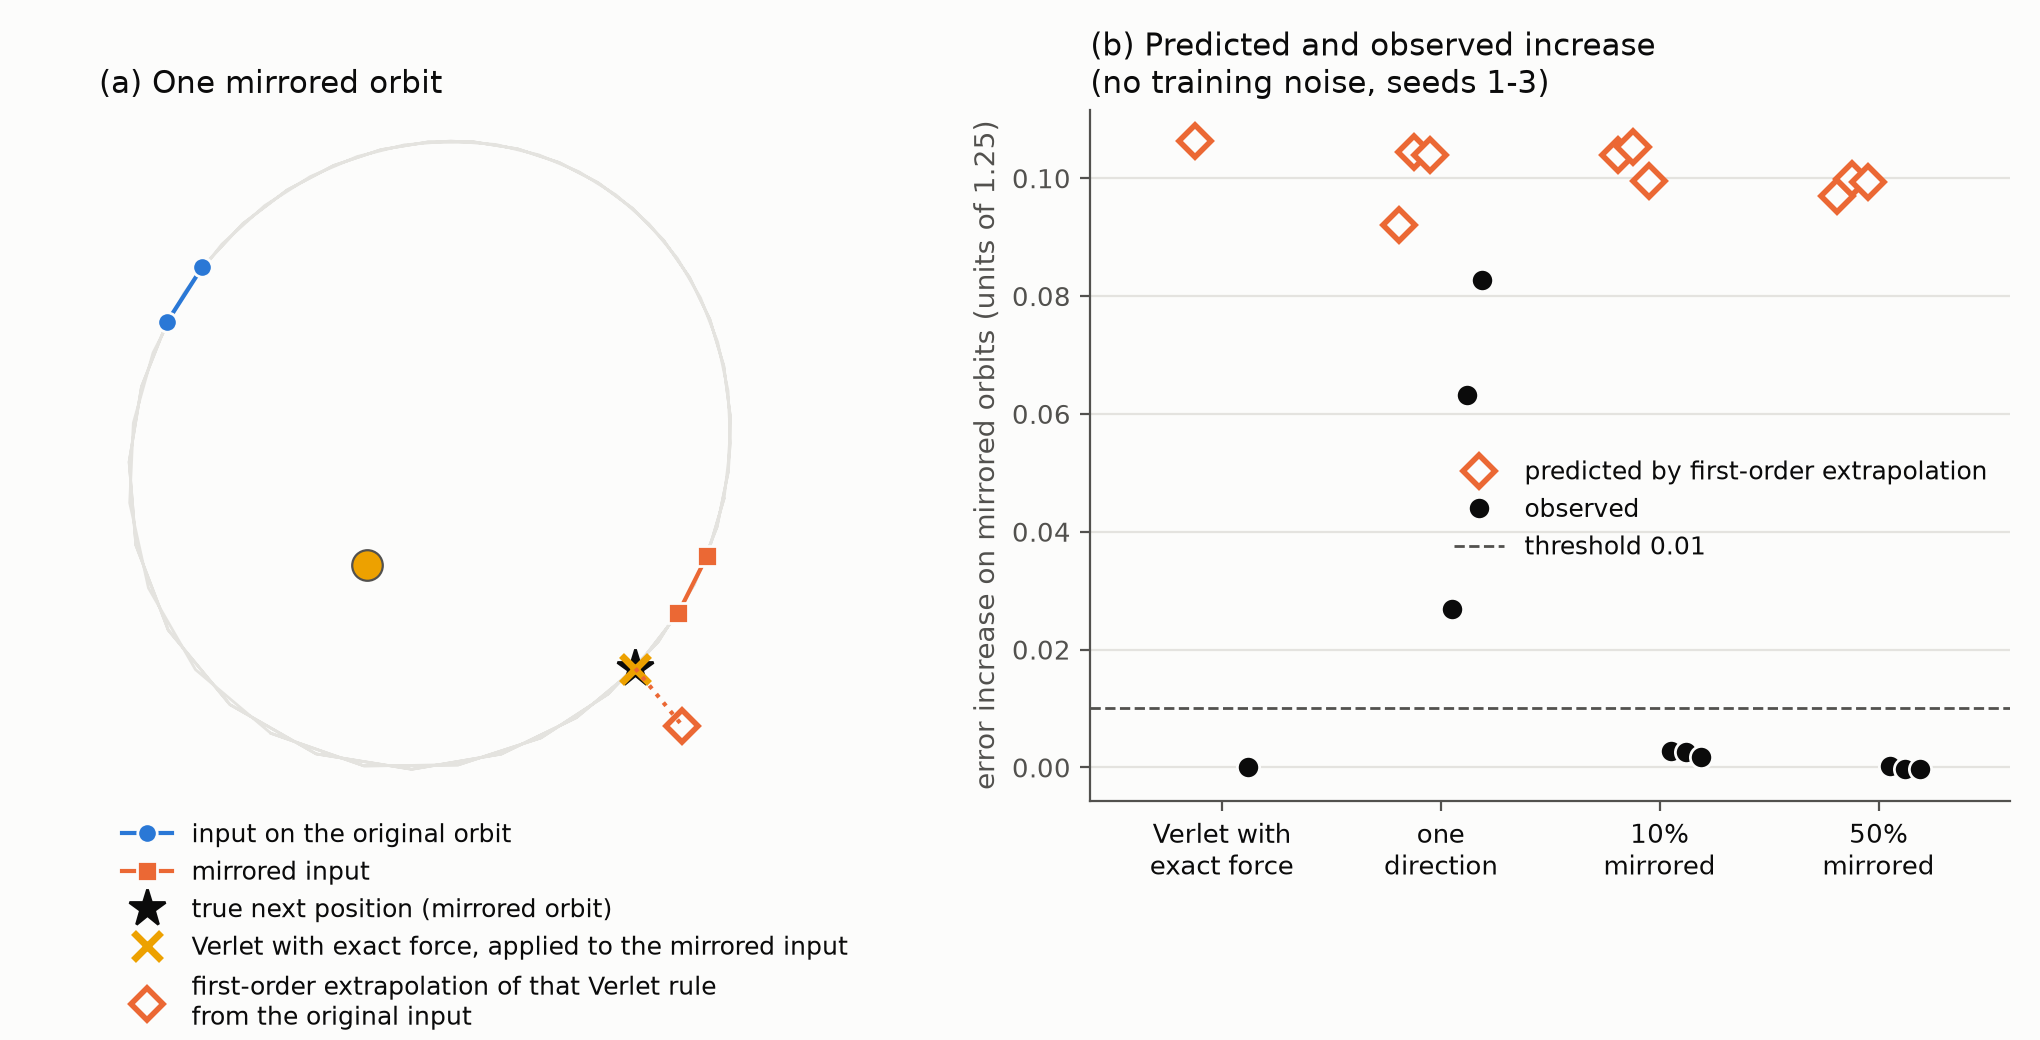 (a) One mirrored orbit
input on the original orbit
mirrored input
true next position (mirrored orbit)
Verlet with exact force, applied to the mirrored input
first-order extrapolation of that Verlet rule
from the original input
(b) Predicted and observed increase
(no training noise, seeds 1-3)
error increase on mirrored orbits (units of 1.25)
0.10
0.08
0.06
0.04
0.02
0.00
predicted by first-order extrapolation
observed
threshold 0.01
Verlet with
exact force
one
direction
10%
mirrored
50%
mirrored